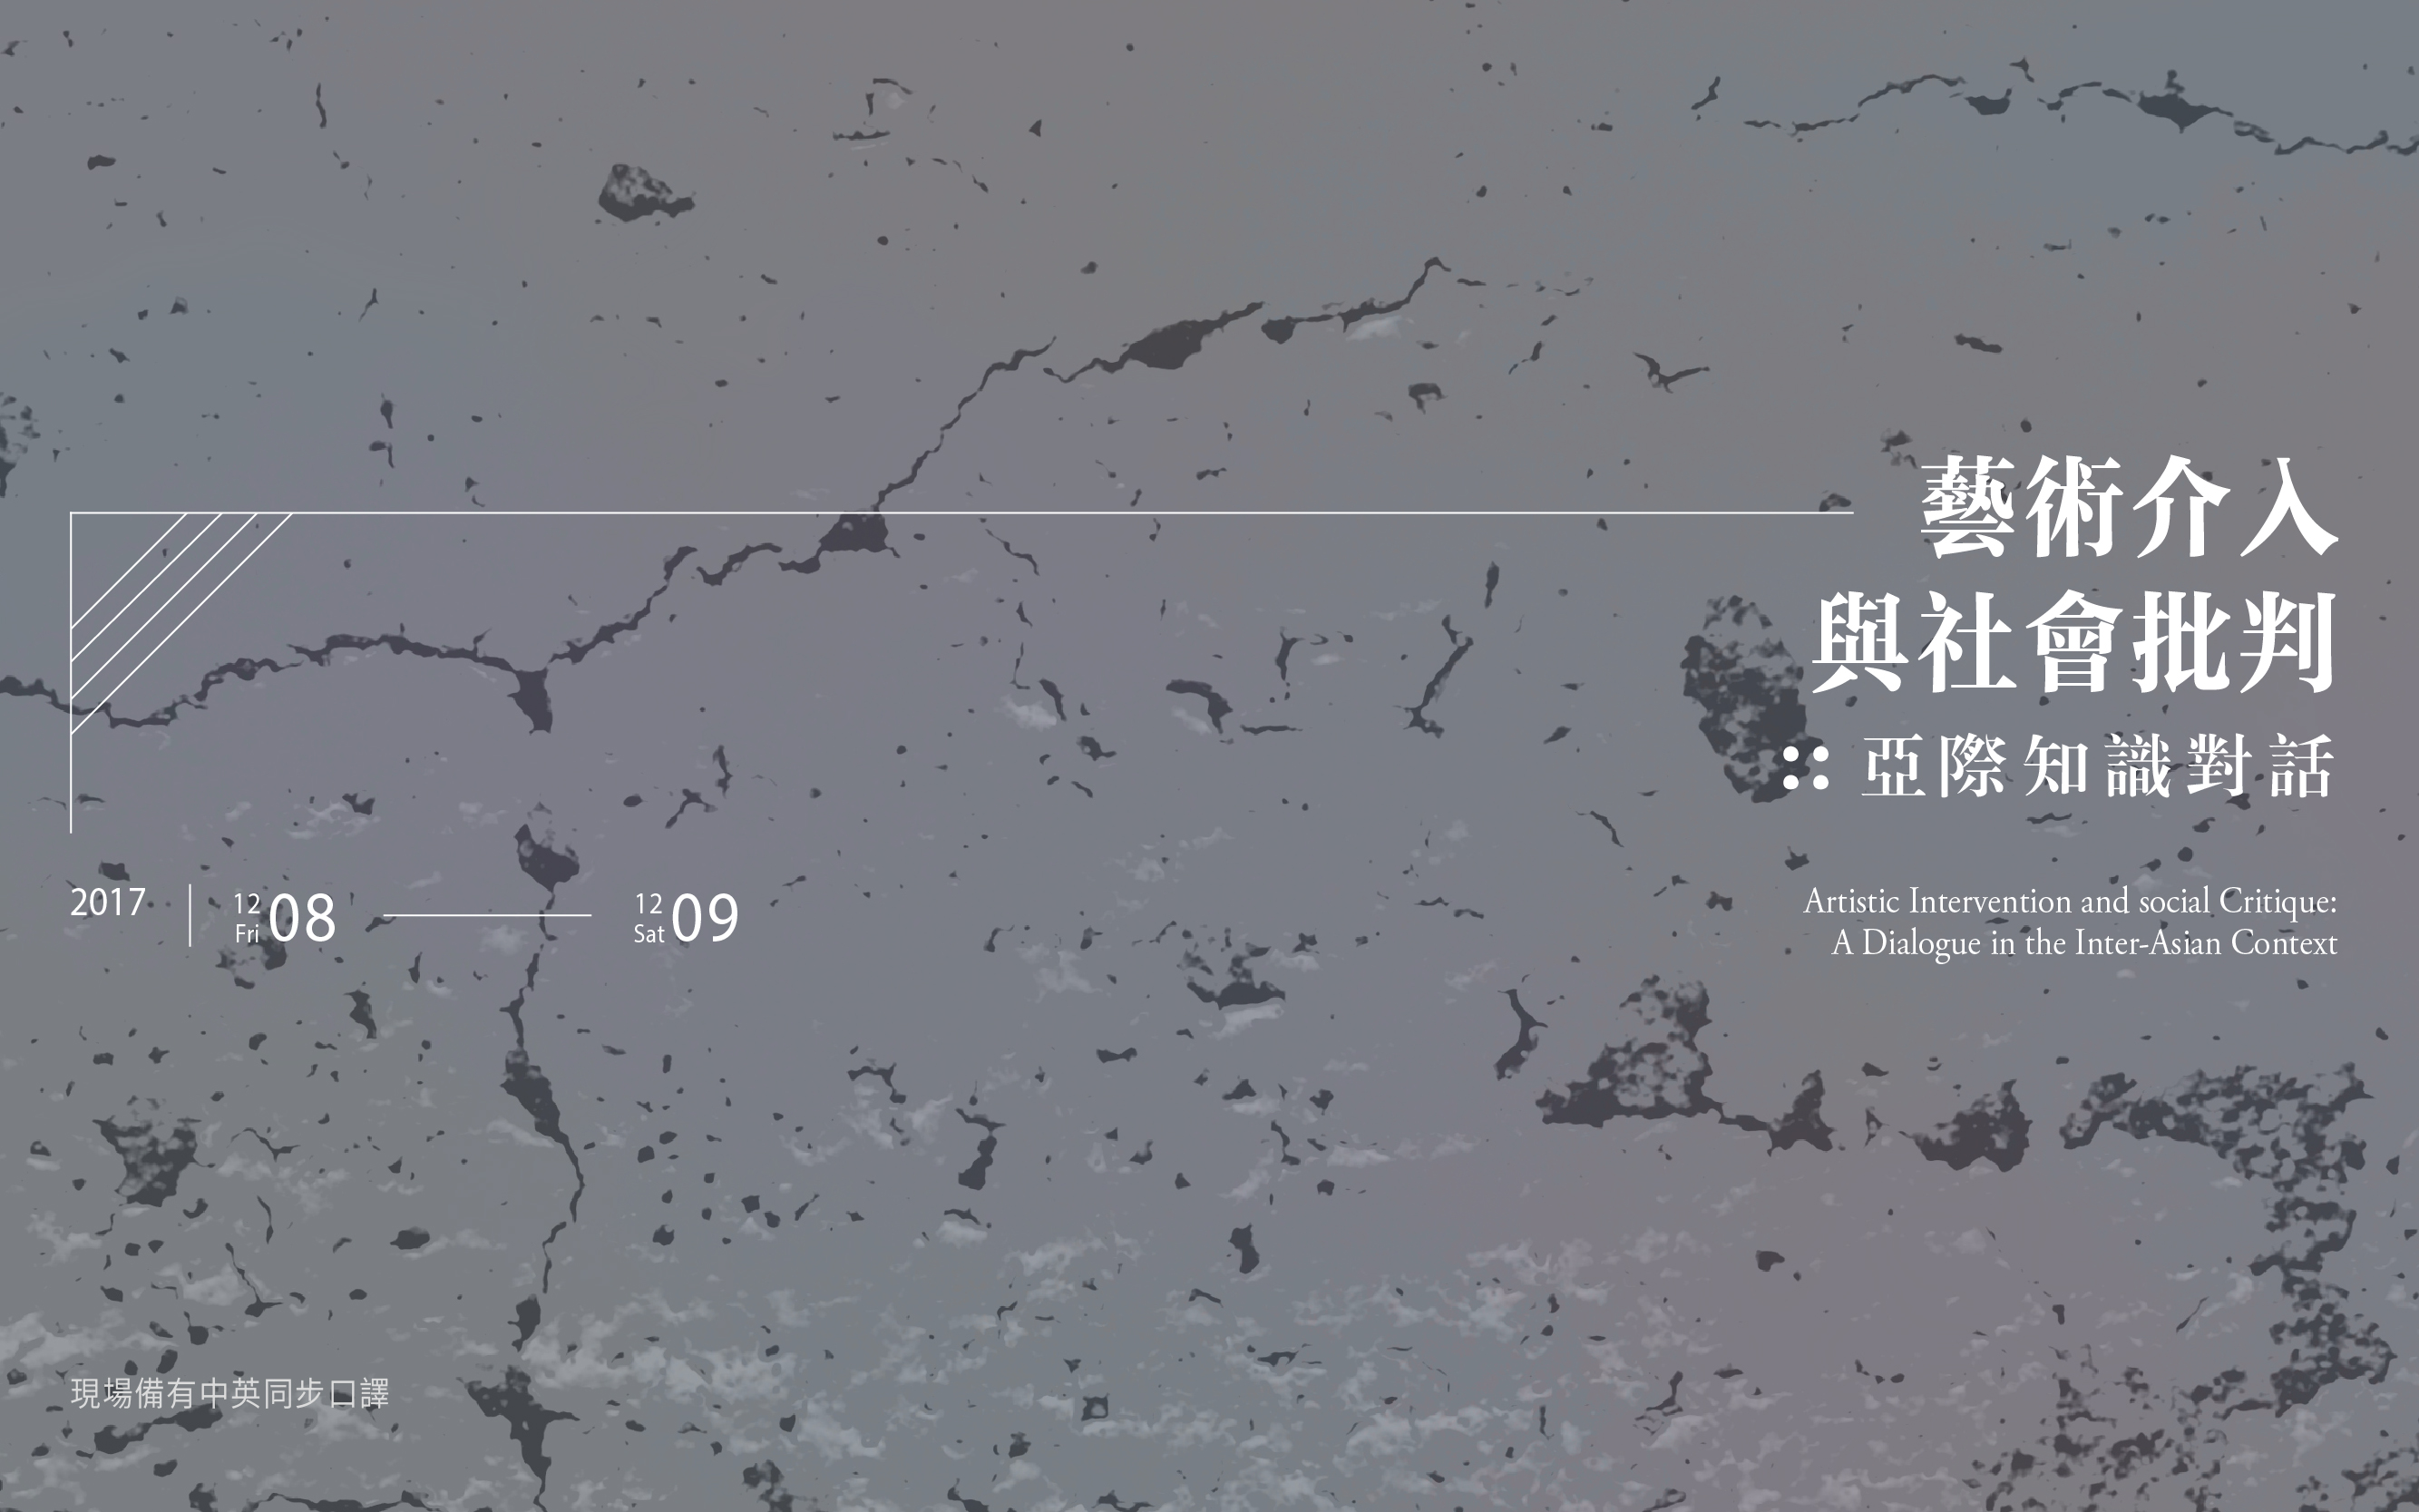 藝術介入
與社會批判
亞際知識對話
2017 12 Fri 08 12 Sat 09
Artistic Intervention and social Critique:
A Dialogue in the Inter-Asian Context
現場備有中英同步口譯